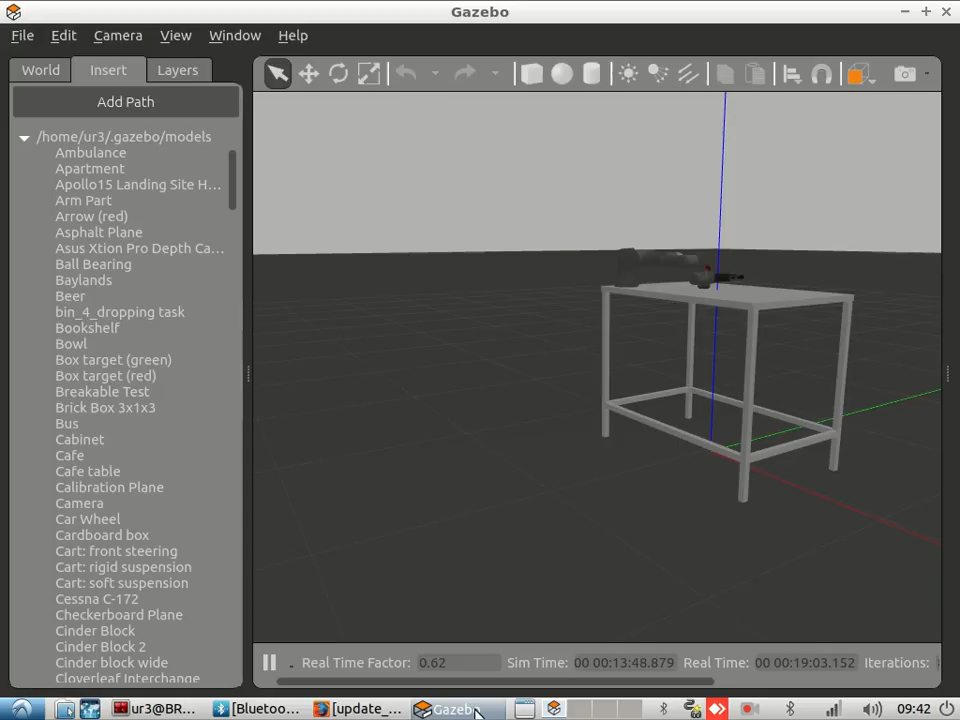 Gazebo
File Edit Camera View Window Help
World Insert Layers
Add Path
/home/ur3/.gazebo/models
Ambulance
Apartment
Apollo15 Landing Site H...
Arm Part
Arrow (red)
Asphalt Plane
Asus Xtion Pro Depth Ca...
Ball Bearing
Baylands
Beer
bin_4_dropping task
Bookshelf
Bowl
Box target (green)
Box target (red)
Breakable Test
Brick Box 3x1x3
Bus
Cabinet
Cafe
Cafe table
Calibration Plane
Camera
Car Wheel
Cardboard box
Cart: front steering
Cart: rigid suspension
Cart: soft suspension
Cessna C-172
Checkerboard Plane
Cinder Block
Cinder Block 2
Cinder block wide
Cloverleaf Interchange
Real Time Factor: 0.62 Sim Time: 00 00:13:48.879 Real Time: 00 00:19:03.152 Iterations:
ur3@BR... [Bluetoo... [update_... Gazebo 09:42